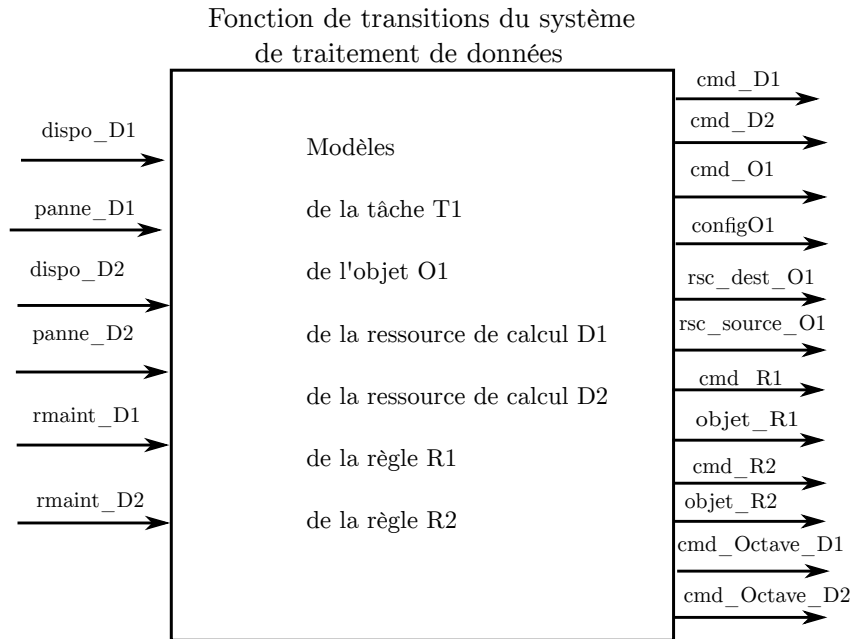 Fonction de transitions du système
de traitement de données
dispo_D1
panne_D1
dispo_D2
panne_D2
rmaint_D1
rmaint_D2
Modèles
de la tâche T1
de l'objet O1
de la ressource de calcul D1
de la ressource de calcul D2
de la règle R1
de la règle R2
cmd_D1
cmd_D2
cmd_O1
configO1
rsc_dest_O1
rsc_source_O1
cmd_R1
objet_R1
cmd_R2
objet_R2
cmd_Octave_D1
cmd_Octave_D2